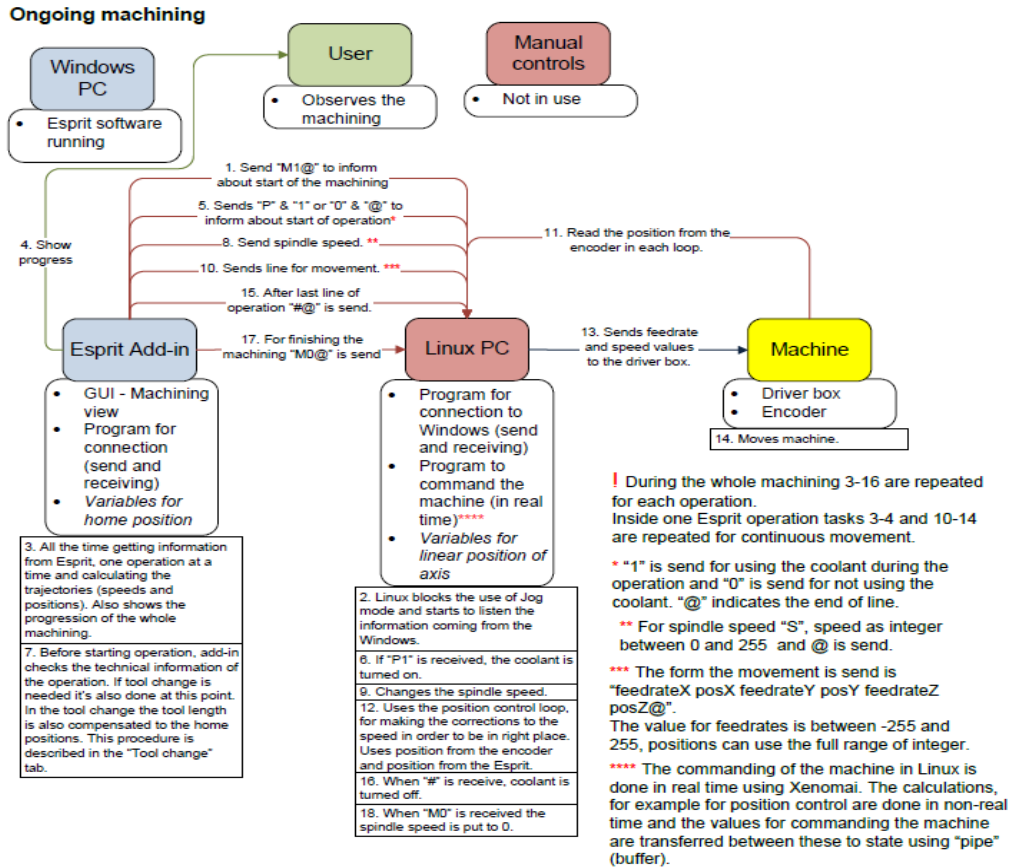 Ongoing machining
Windows
PC
• Esprit software
running
User
• Observes the
machining
Manual
controls
• Not in use
1. Send “M1@” to inform
about start of the machining
5. Sends “P” & “1” or “0” & “@” to
inform about start of operation*
8. Send spindle speed. **
10. Sends line for movement. ***
15. After last line of
operation “#@” is send.
17. For finishing the
machining “M0@” is send
4. Show
progress
11. Read the position from the
encoder in each loop.
13. Sends feedrate
and speed values
to the driver box.
Esprit Add-in
• GUI - Machining
view
• Program for
connection
(send and
receiving)
• Variables for
home position
3. All the time getting information
from Esprit, one operation at a
time and calculating the
trajectories (speeds and
positions). Also shows the
progression of the whole
machining.
7. Before starting operation, add-in
checks the technical information of
the operation. If tool change is
needed it’s also done at this point.
In the tool change the tool length
is also compensated to the home
positions. This procedure is
described in the “Tool change”
tab.
Linux PC
• Program for
connection to
Windows (send
and receiving)
• Program to
command the
machine (in real
time)****
• Variables for
linear position of
axis
2. Linux blocks the use of Jog
mode and starts to listen the
information coming from the
Windows.
6. If “P1” is received, the coolant is
turned on.
9. Changes the spindle speed.
12. Uses the position control loop,
for making the corrections to the
speed in order to be in right place.
Uses position from the encoder
and position from the Esprit.
16. When “#” is receive, coolant is
turned off.
18. When “M0” is received the
spindle speed is put to 0.
Machine
• Driver box
• Encoder
14. Moves machine.
! During the whole machining 3-16 are repeated
for each operation.
Inside one Esprit operation tasks 3-4 and 10-14
are repeated for continuous movement.
* “1” is send for using the coolant during the
operation and “0” is send for not using the
coolant. “@” indicates the end of line.
** For spindle speed “S”, speed as integer
between 0 and 255 and @ is send.
*** The form the movement is send is
“feedrateX posX feedrateY posY feedrateZ
posZ@”.
The value for feedrates is between -255 and
255, positions can use the full range of integer.
**** The commanding of the machine in Linux is
done in real time using Xenomai. The calculations,
for example for position control are done in non-real
time and the values for commanding the machine
are transferred between these to state using “pipe”
(buffer).